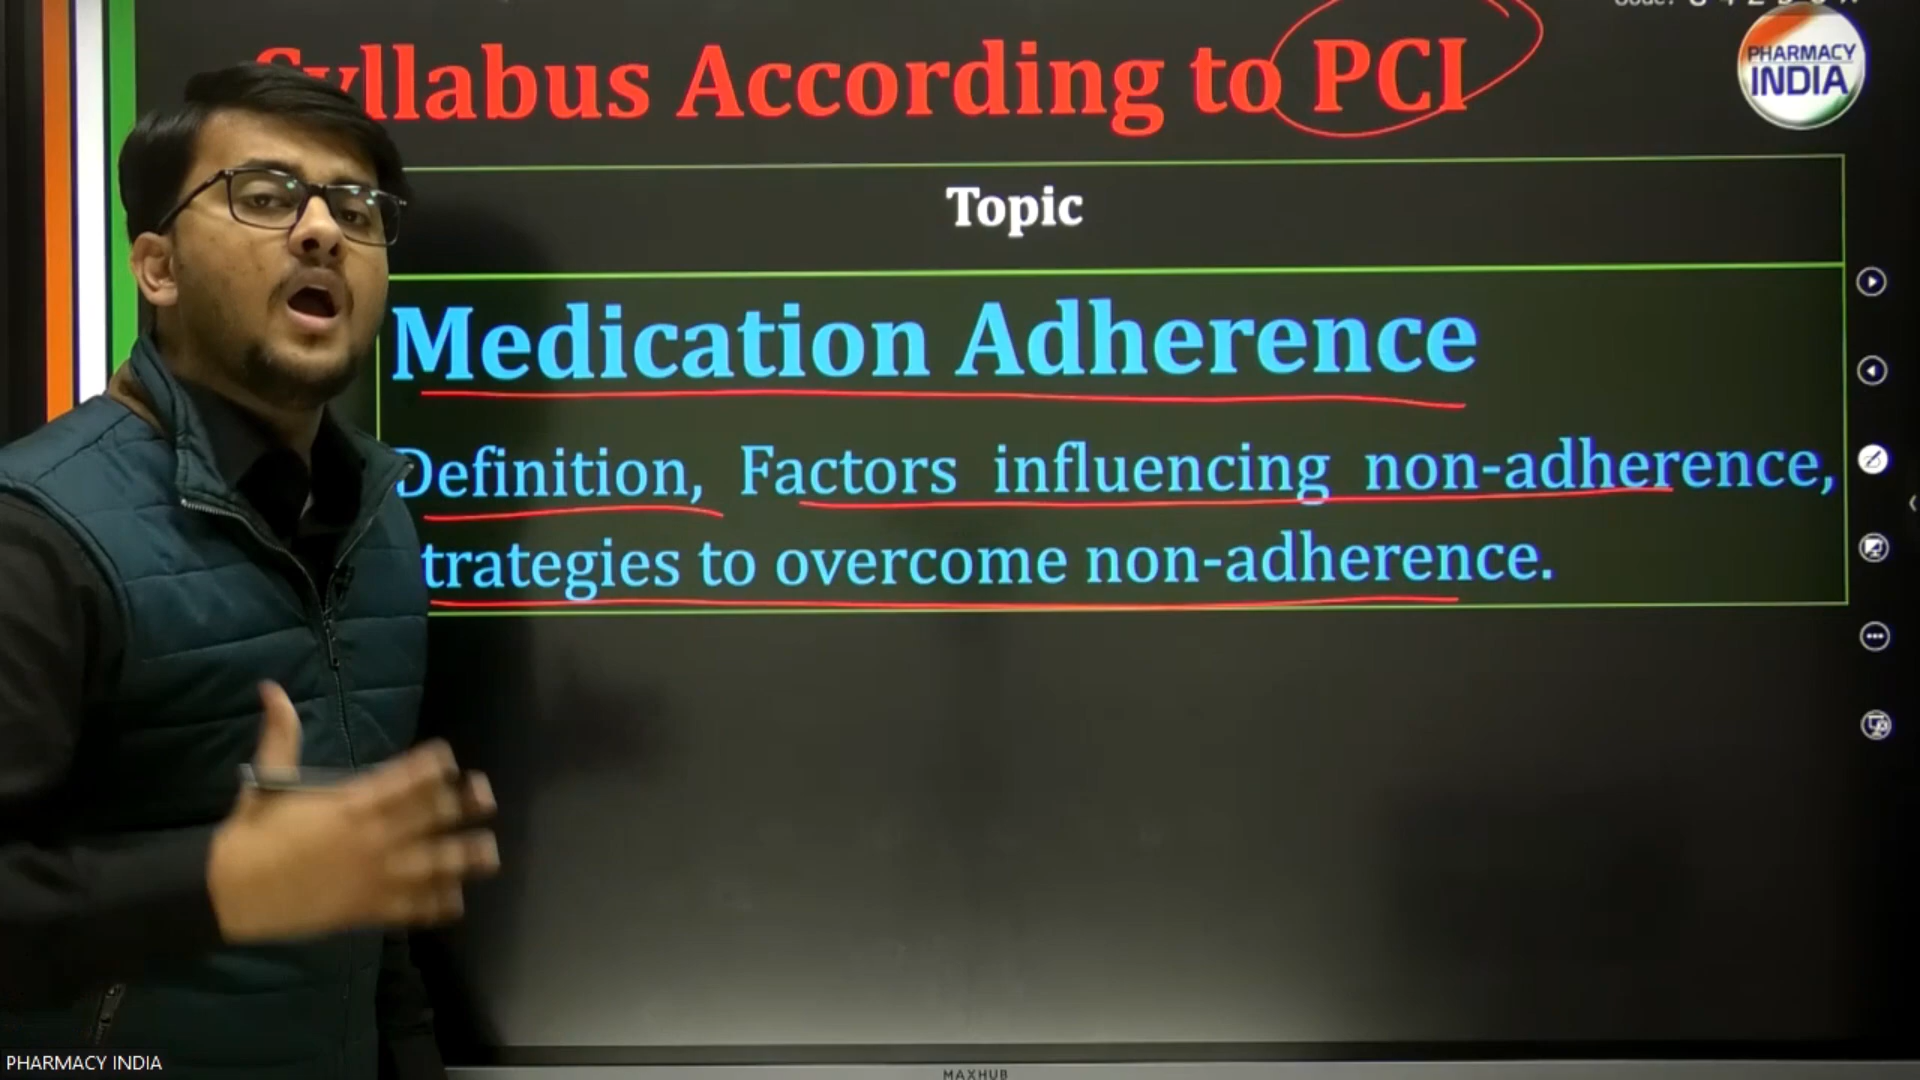 Syllabus According to PCI
PHARMACY
INDIA
Topic
Medication Adherence
Definition, Factors influencing non-adherence,
trategies to overcome non-adherence.
PHARMACY INDIA
MAXHUB